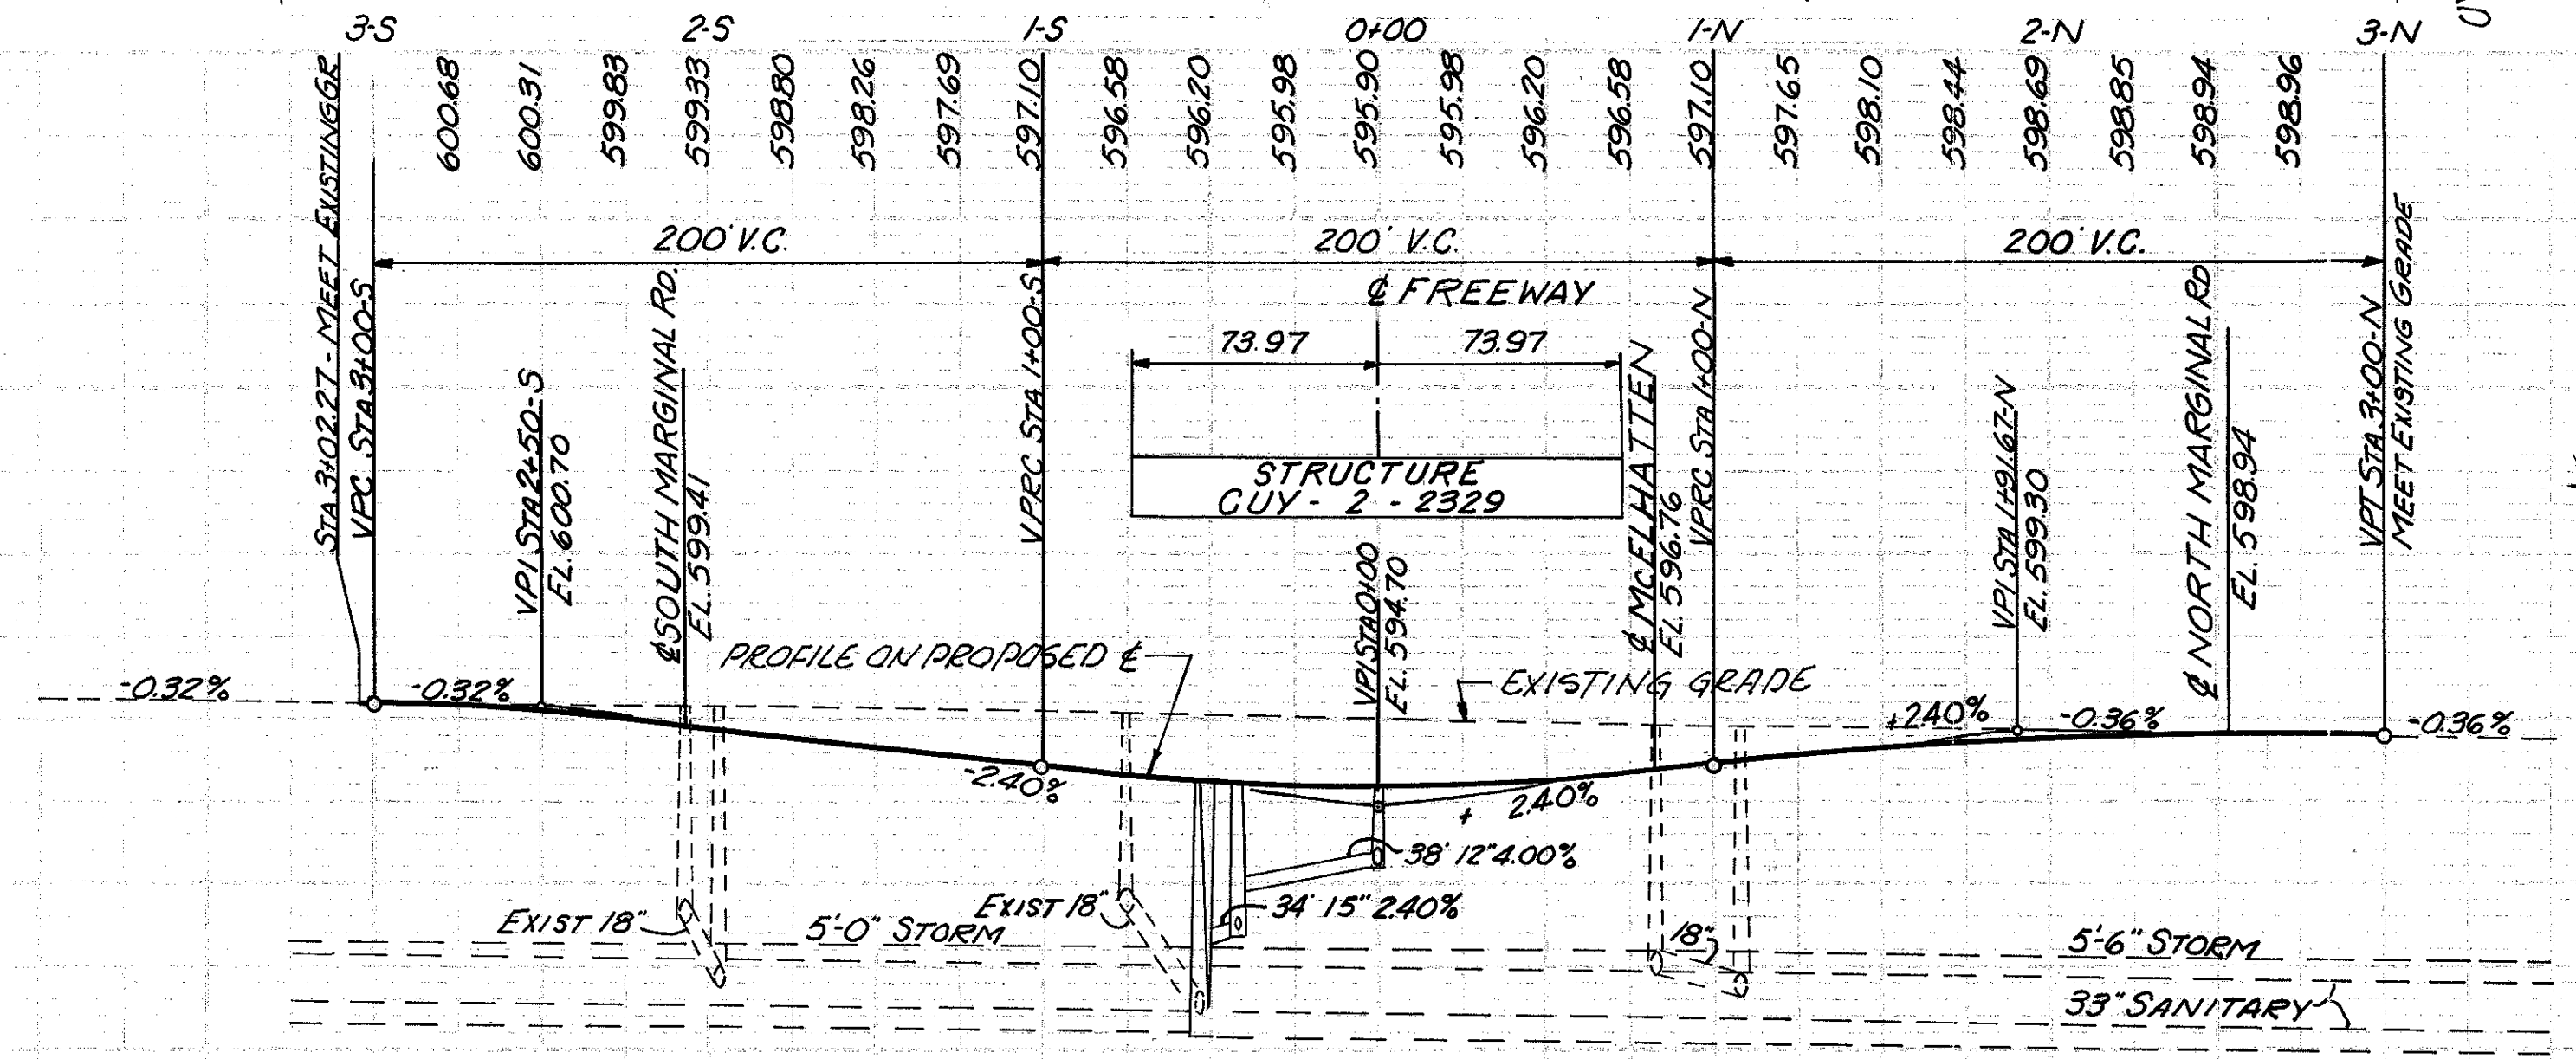 3-S 2-S 1-S 0+00 1-N 2-N 3-N
600.68 600.31 599.83 599.33 598.80 598.26 597.69 597.10 596.58 596.20 595.98 595.90 595.98 596.20 596.58 597.10 597.65 598.10 598.44 598.69 598.85 598.94 598.96
STA 3+02.27 - MEET EXISTING GR
VPC STA 3+00-S
200' V.C. 200' V.C. 200' V.C.
VPI STA 2+50-S
EL. 600.70
℄ SOUTH MARGINAL RD.
EL. 599.41
VPRC STA 1+00-S
℄ FREEWAY
73.97 73.97
STRUCTURE
CUY - 2 - 2329
VPI STA 0+00
EL. 594.70
℄ MCELHATTEN
EL. 596.76
VPRC STA 1+00-N
VPI STA 1+91.67-N
EL. 599.30
℄ NORTH MARGINAL RD
EL. 598.94
VPT STA 3+00-N
MEET EXISTING GRADE
PROFILE ON PROPOSED ℄
EXISTING GRADE
-0.32% -0.32%
-2.40%
+ 2.40%
+2.40% -0.36% -0.36%
38' 12" 4.00%
34' 15" 2.40%
EXIST 18"
5'-0" STORM
EXIST 18"
18"
5'-6" STORM
33" SANITARY